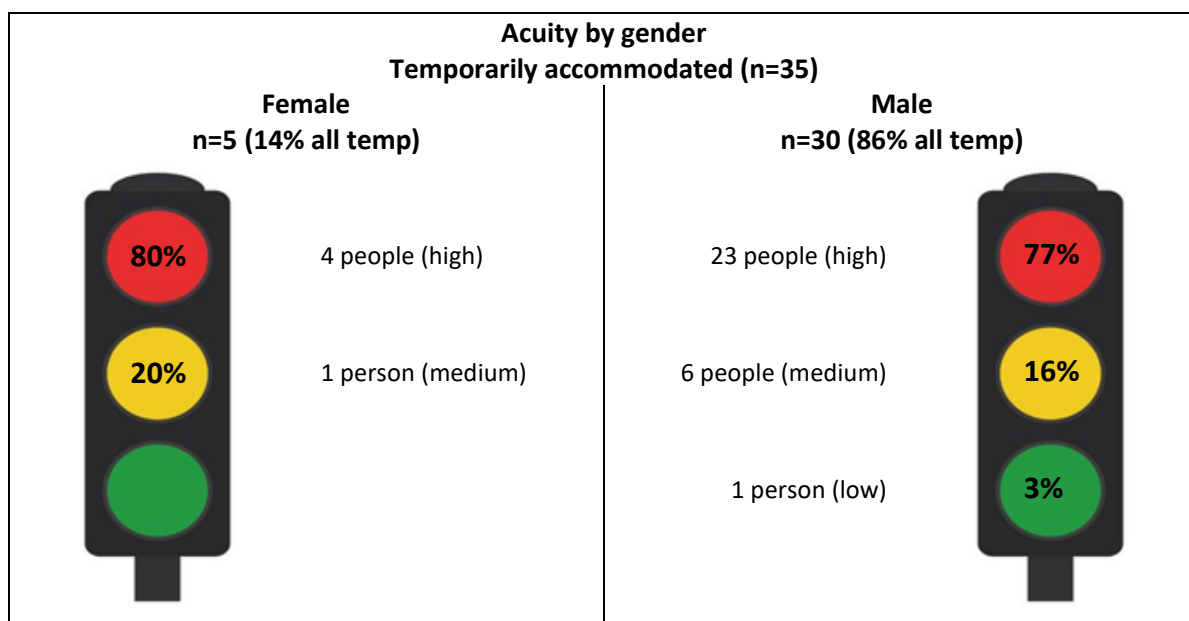 Acuity by gender
Temporarily accommodated (n=35)
Female
n=5 (14% all temp)
80%
4 people (high)
20%
1 person (medium)
Male
n=30 (86% all temp)
23 people (high)
77%
6 people (medium)
16%
1 person (low)
3%